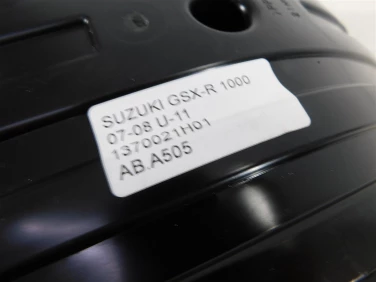 SUZUKI GSX-R 1000
07-08 U-11
1370021H01
AB.A505